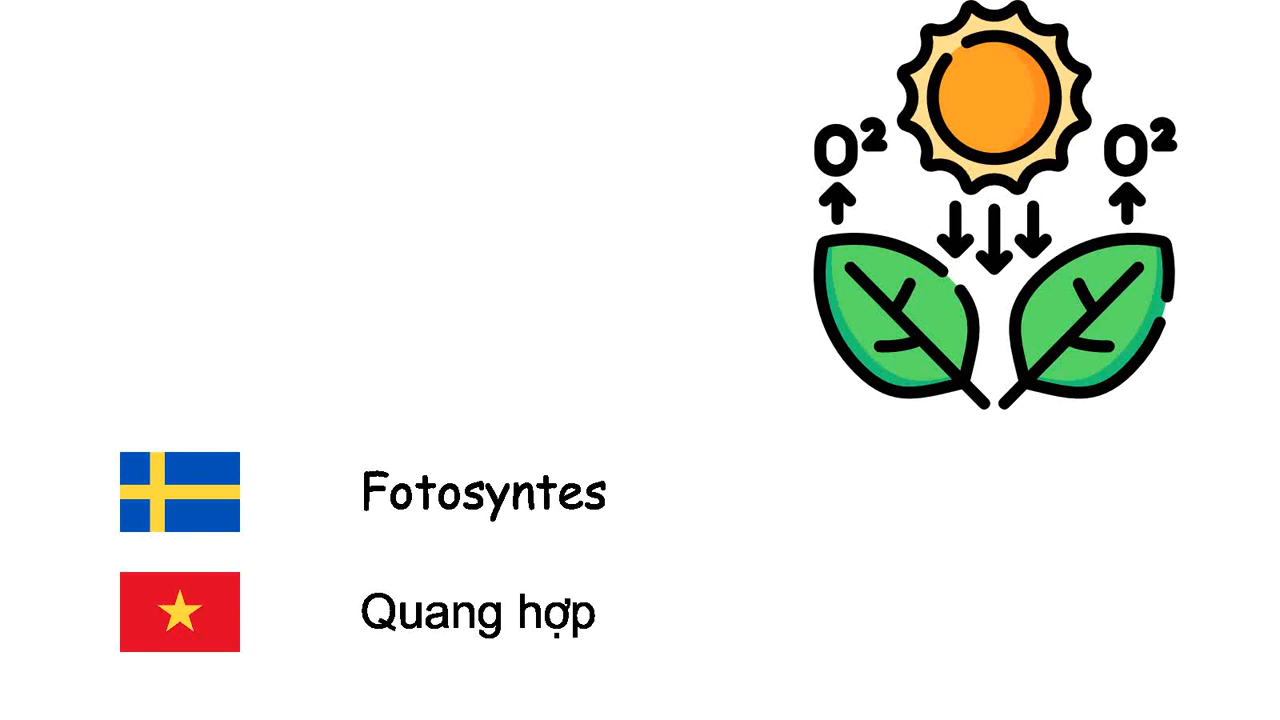 O² O²
Fotosyntes
Quang hợp